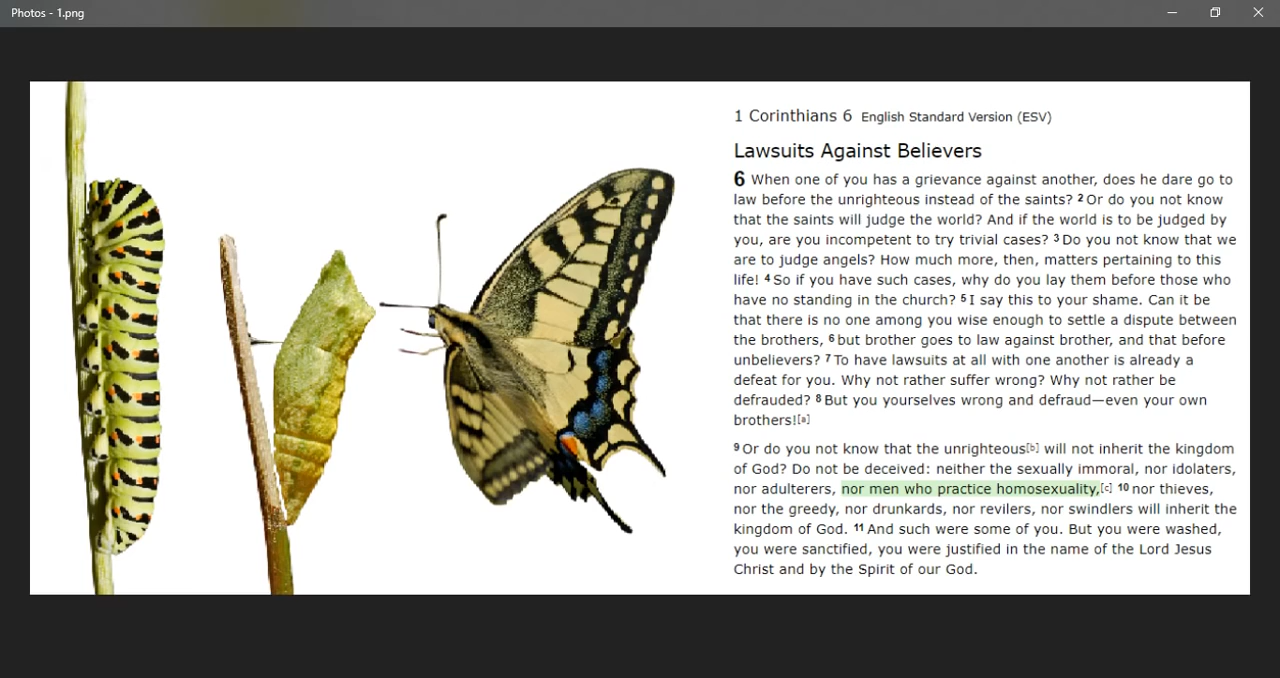 Photos - 1.png
1 Corinthians 6 English Standard Version (ESV)
Lawsuits Against Believers
6 When one of you has a grievance against another, does he dare go to
law before the unrighteous instead of the saints? 2 Or do you not know
that the saints will judge the world? And if the world is to be judged by
you, are you incompetent to try trivial cases? 3 Do you not know that we
are to judge angels? How much more, then, matters pertaining to this
life! 4 So if you have such cases, why do you lay them before those who
have no standing in the church? 5 I say this to your shame. Can it be
that there is no one among you wise enough to settle a dispute between
the brothers, 6 but brother goes to law against brother, and that before
unbelievers? 7 To have lawsuits at all with one another is already a
defeat for you. Why not rather suffer wrong? Why not rather be
defrauded? 8 But you yourselves wrong and defraud—even your own
brothers![a]
9 Or do you not know that the unrighteous[b] will not inherit the kingdom
of God? Do not be deceived: neither the sexually immoral, nor idolaters,
nor adulterers, nor men who practice homosexuality,[c] 10 nor thieves,
nor the greedy, nor drunkards, nor revilers, nor swindlers will inherit the
kingdom of God. 11 And such were some of you. But you were washed,
you were sanctified, you were justified in the name of the Lord Jesus
Christ and by the Spirit of our God.